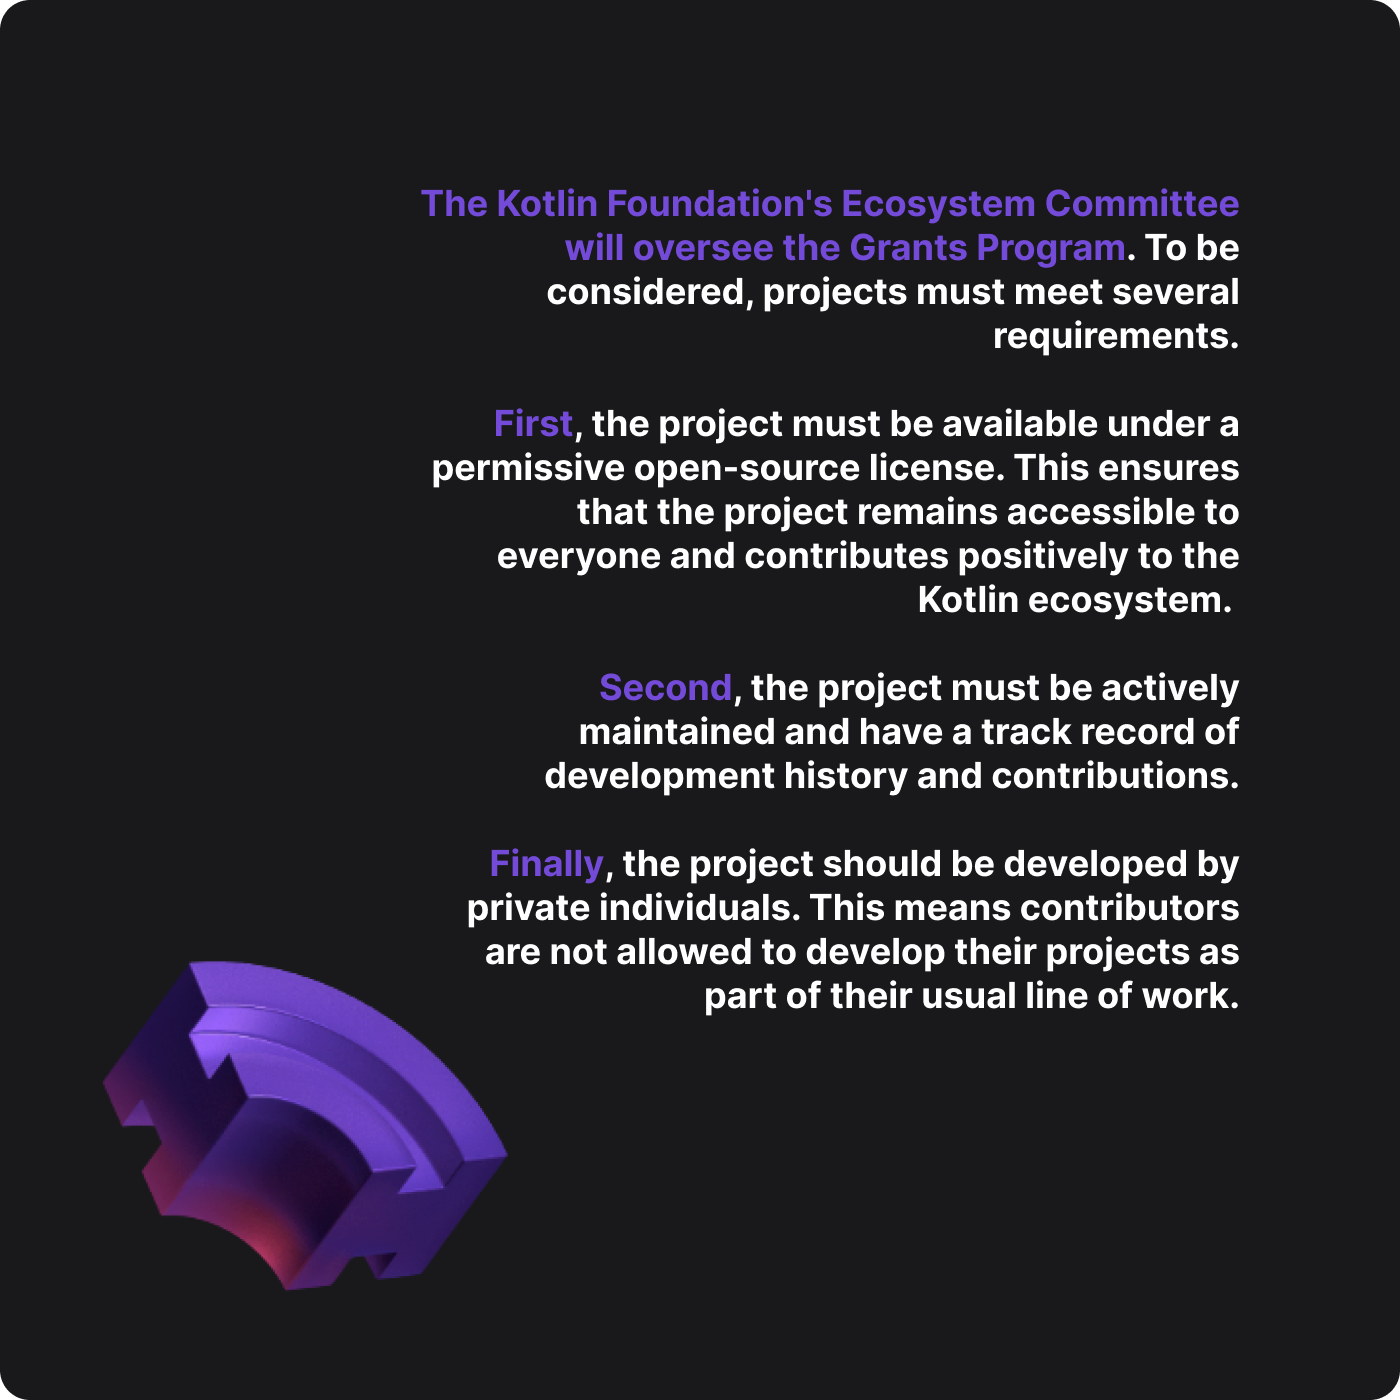 The Kotlin Foundation's Ecosystem Committee
will oversee the Grants Program. To be
considered, projects must meet several
requirements.
First, the project must be available under a
permissive open-source license. This ensures
that the project remains accessible to
everyone and contributes positively to the
Kotlin ecosystem.
Second, the project must be actively
maintained and have a track record of
development history and contributions.
Finally, the project should be developed by
private individuals. This means contributors
are not allowed to develop their projects as
part of their usual line of work.